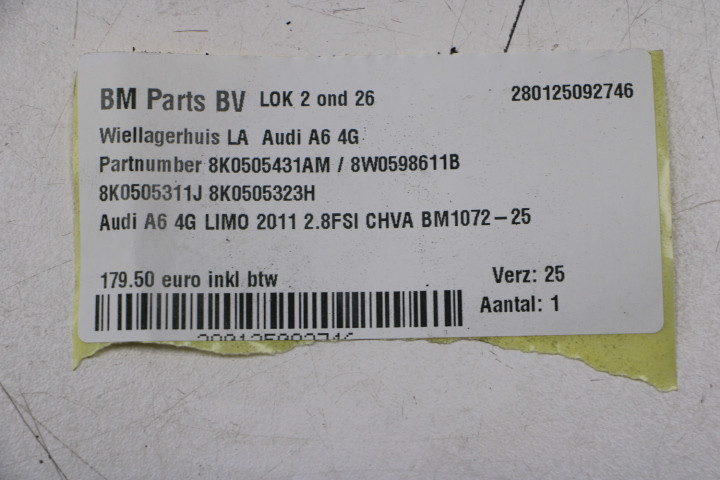 BM Parts BV LOK 2 ond 26 280125092746
Wiellagerhuis LA Audi A6 4G
Partnumber 8K0505431AM / 8W0598611B
8K0505311J 8K0505323H
Audi A6 4G LIMO 2011 2.8FSI CHVA BM1072-25
179.50 euro inkl btw Verz: 25
Aantal: 1
280125092746